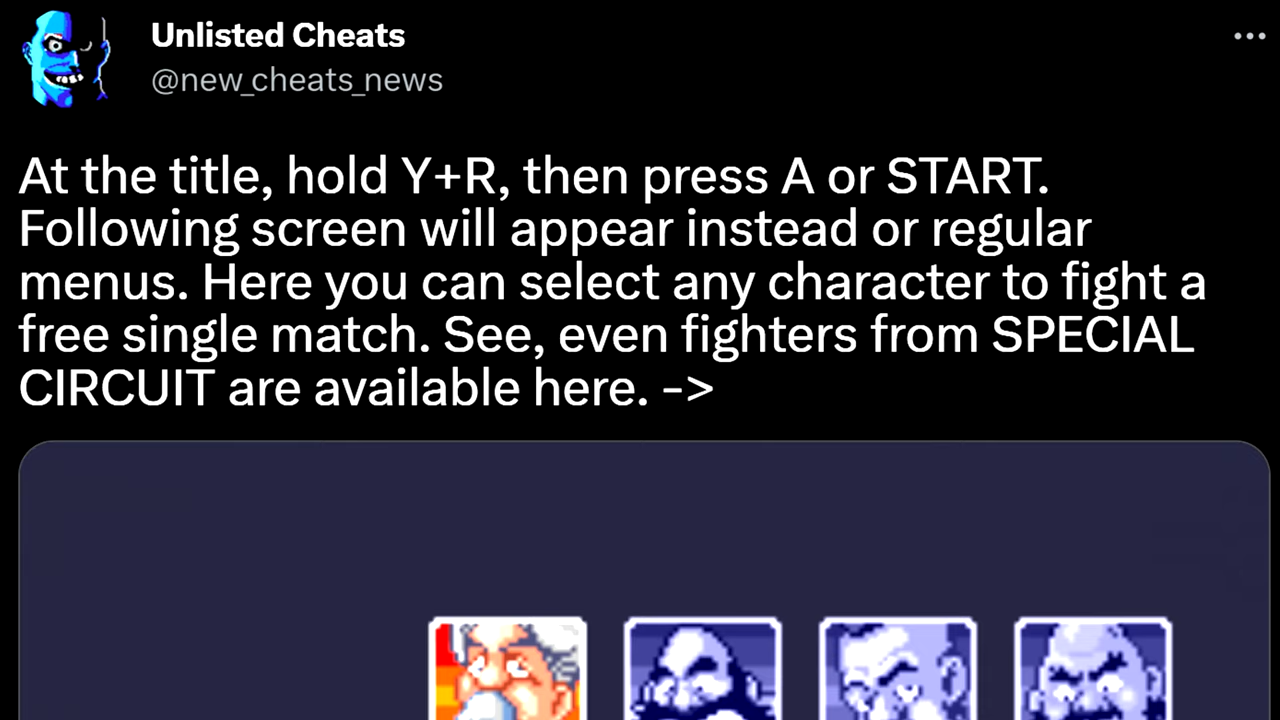 Unlisted Cheats
@new_cheats_news
At the title, hold Y+R, then press A or START.
Following screen will appear instead or regular
menus. Here you can select any character to fight a
free single match. See, even fighters from SPECIAL
CIRCUIT are available here. –>